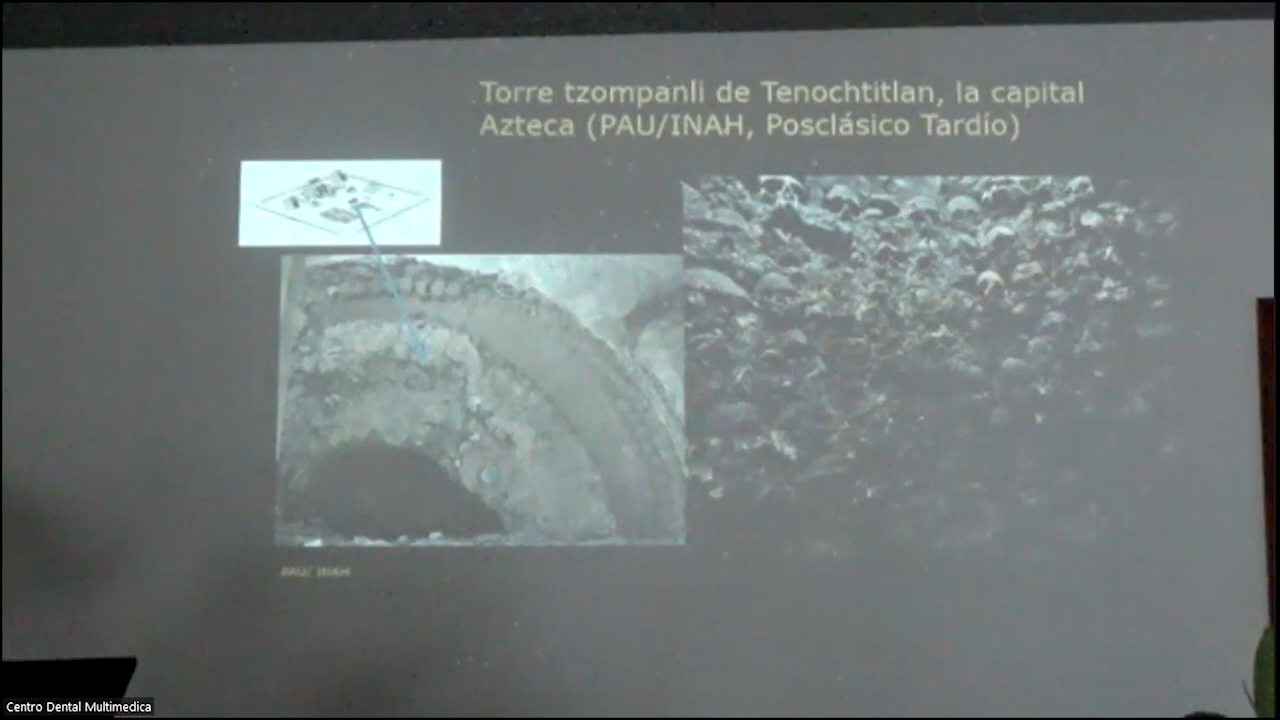 Torre tzompanli de Tenochtitlan, la capital
Azteca (PAU/INAH, Posclásico Tardío)
PAU/ INAH
Centro Dental Multimedica